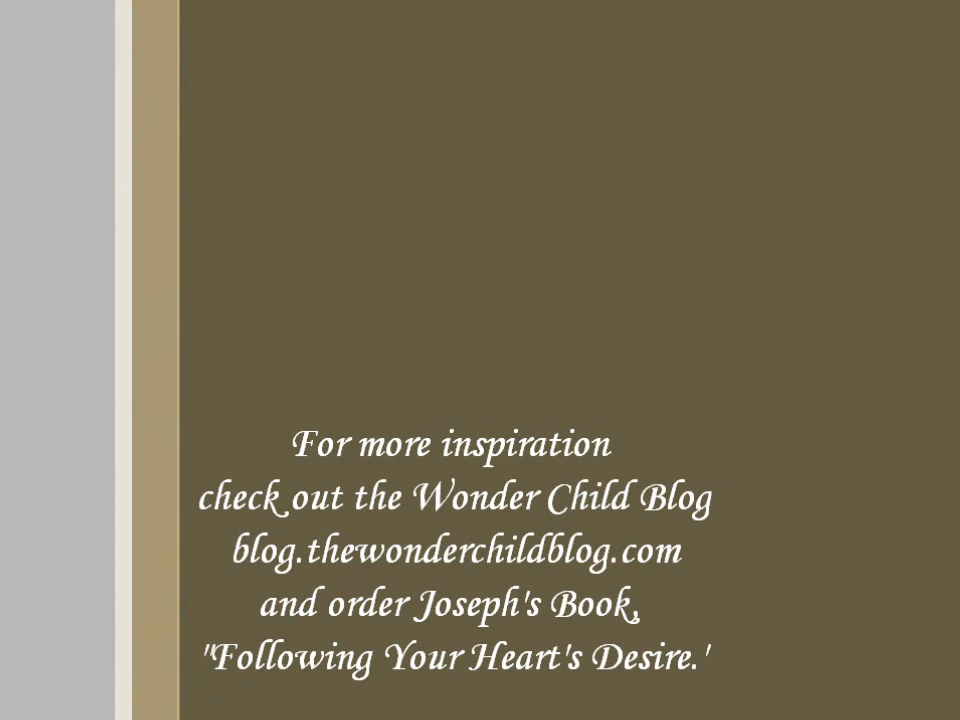 For more inspiration
check out the Wonder Child Blog
blog.thewonderchildblog.com
and order Joseph's Book,
"Following Your Heart's Desire.'